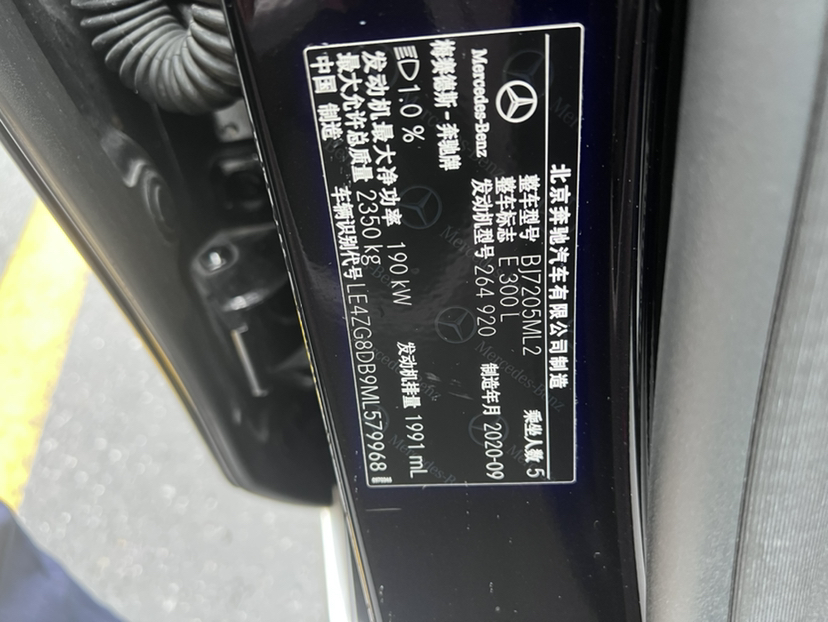 北京奔驰汽车有限公司制造
Mercedes-Benz
整车型号 BJ7205ML2 乘坐人数 5
整车标志 E 300 L
发动机型号 264 920 制造年月 2020-09
梅赛德斯-奔驰牌
1.0 %
发动机最大净功率 190 kW 发动机排量 1991 mL
最大允许总质量 2350 kg
中国 制造 车辆识别代号 LE4ZG8DB9ML579968